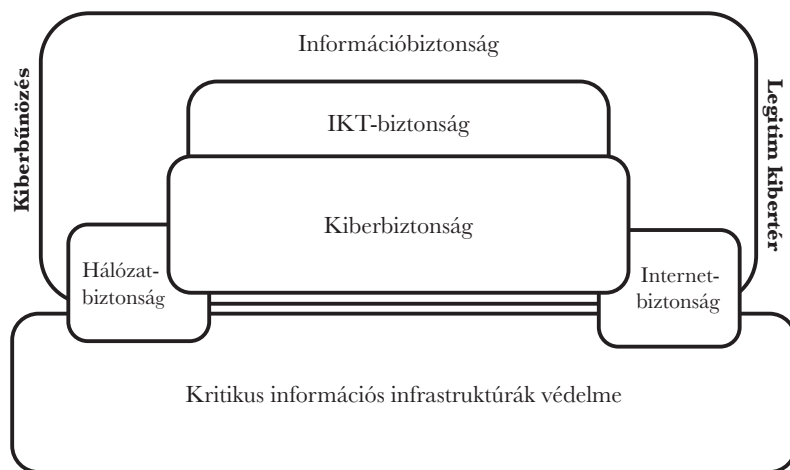 Információbiztonság
Kiberbűnözés
Legitim kibertér
IKT-biztonság
Kiberbiztonság
Hálózat-
biztonság
Internet-
biztonság
Kritikus információs infrastruktúrák védelme